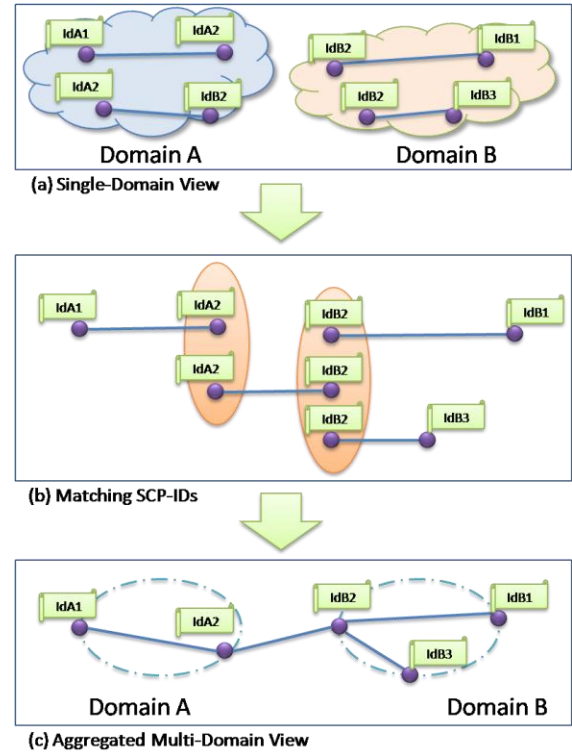 IdA1
IdA2
IdA2
IdB2
Domain A
IdB2
IdB1
IdB2
IdB3
Domain B
(a) Single-Domain View
IdA1
IdA2
IdB2
IdB1
IdA2
IdB2
IdB2
IdB3
(b) Matching SCP-IDs
IdA1
IdA2
IdB2
IdB1
IdB3
Domain A
Domain B
(c) Aggregated Multi-Domain View